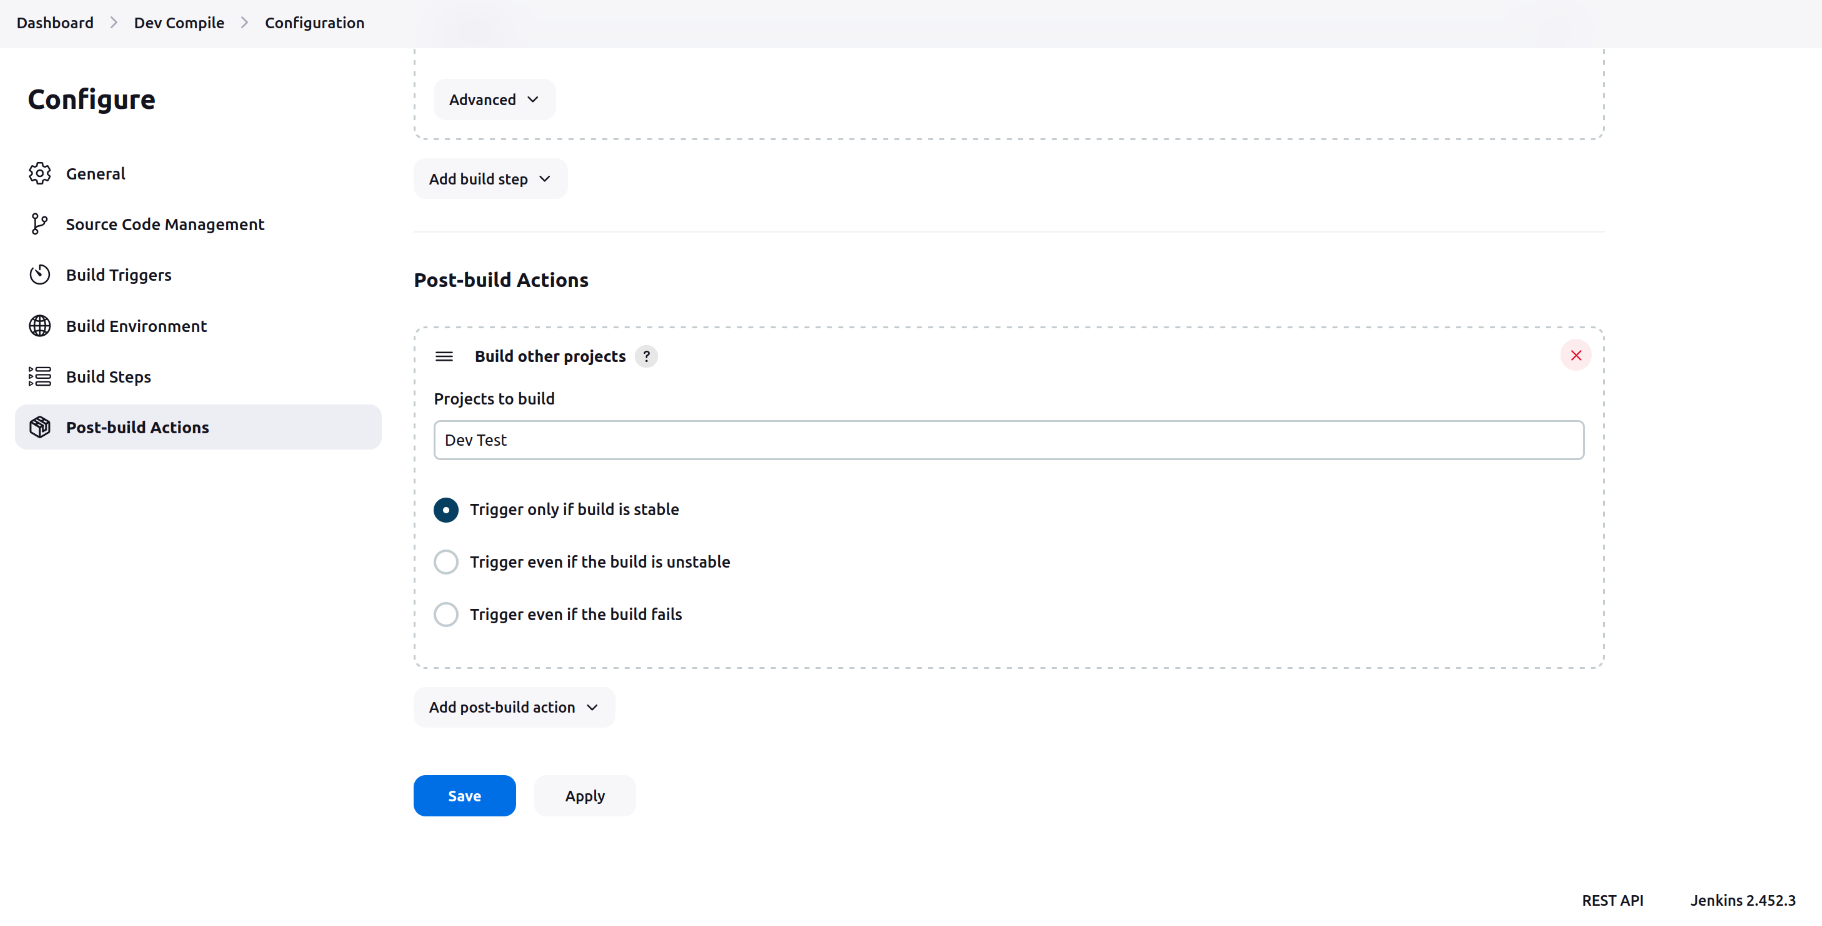 Dashboard
Dev Compile
Configuration
Configure
General
Source Code Management
Build Triggers
Build Environment
Build Steps
Post-build Actions
Advanced
Add build step
Post-build Actions
Build other projects ?
Projects to build
Dev Test
Trigger only if build is stable
Trigger even if the build is unstable
Trigger even if the build fails
Add post-build action
Save
Apply
REST API
Jenkins 2.452.3